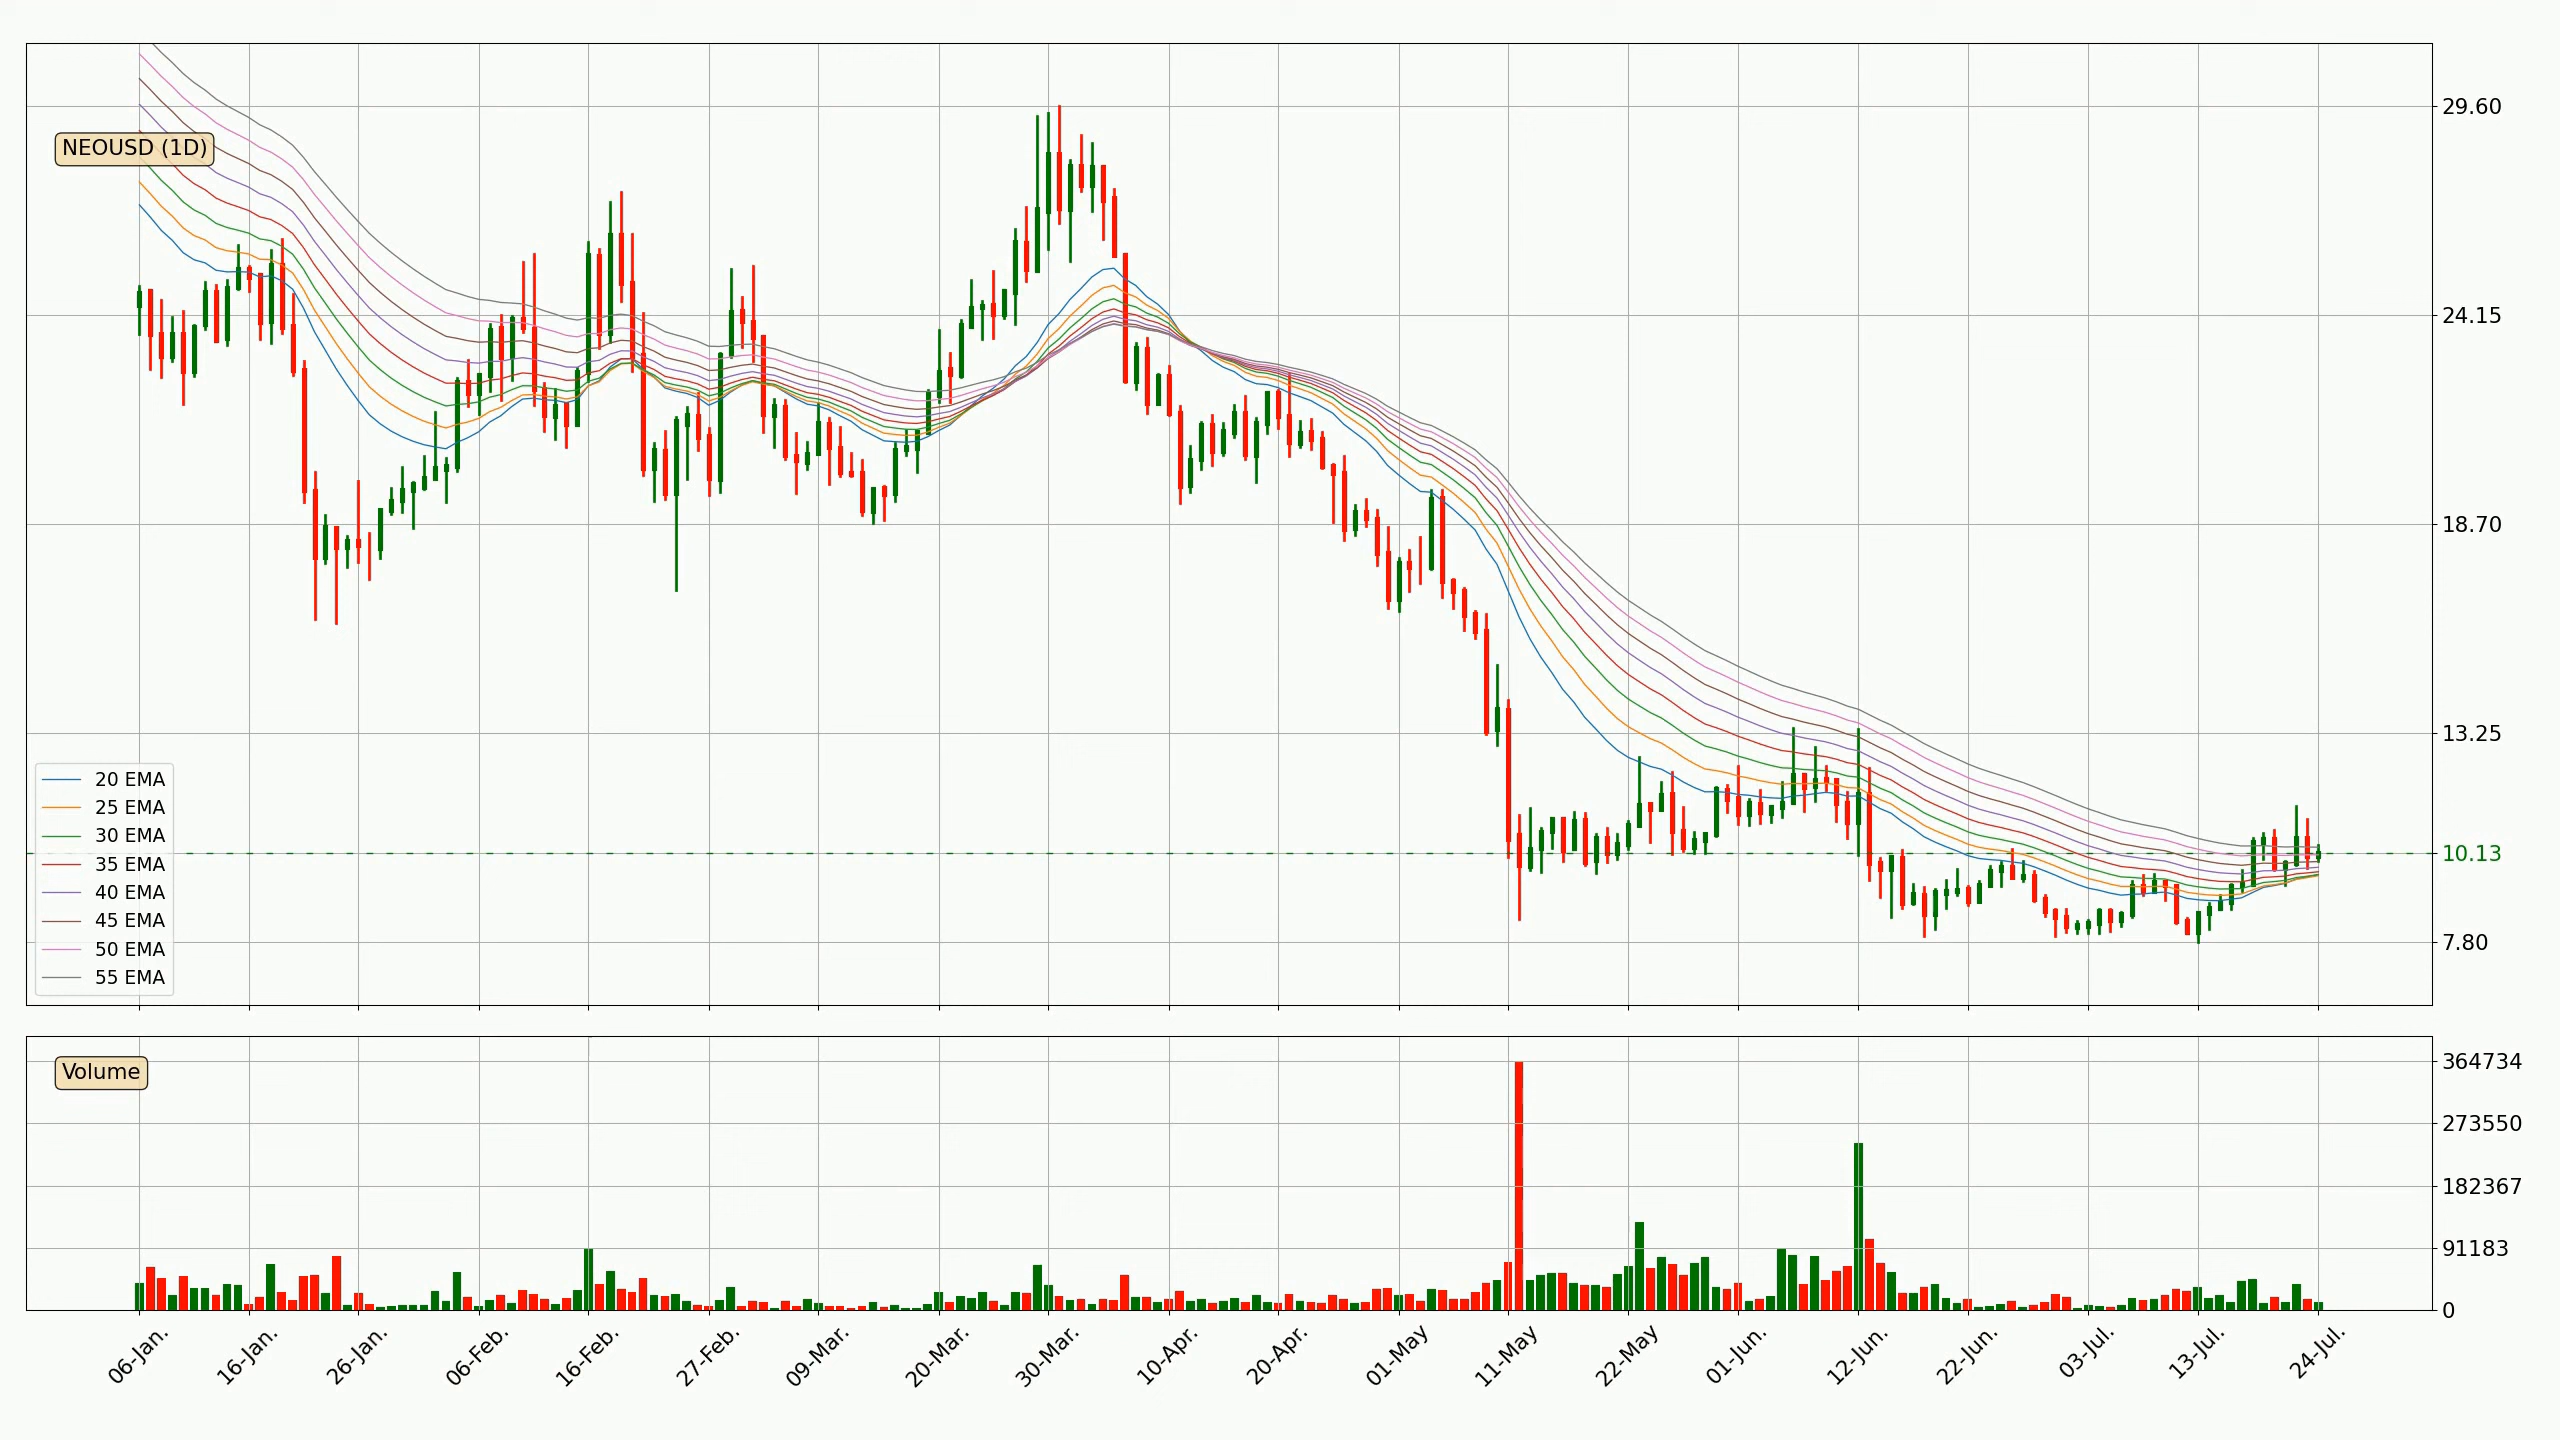 NEOUSD (1D)
29.60
24.15
18.70
13.25
10.13
7.80
20 EMA
25 EMA
30 EMA
35 EMA
40 EMA
45 EMA
50 EMA
55 EMA
Volume
364734
273550
182367
91183
0
06-Jan.
16-Jan.
26-Jan.
06-Feb.
16-Feb.
27-Feb.
09-Mar.
20-Mar.
30-Mar.
10-Apr.
20-Apr.
01-May
11-May
22-May
01-Jun.
12-Jun.
22-Jun.
03-Jul.
13-Jul.
24-Jul.